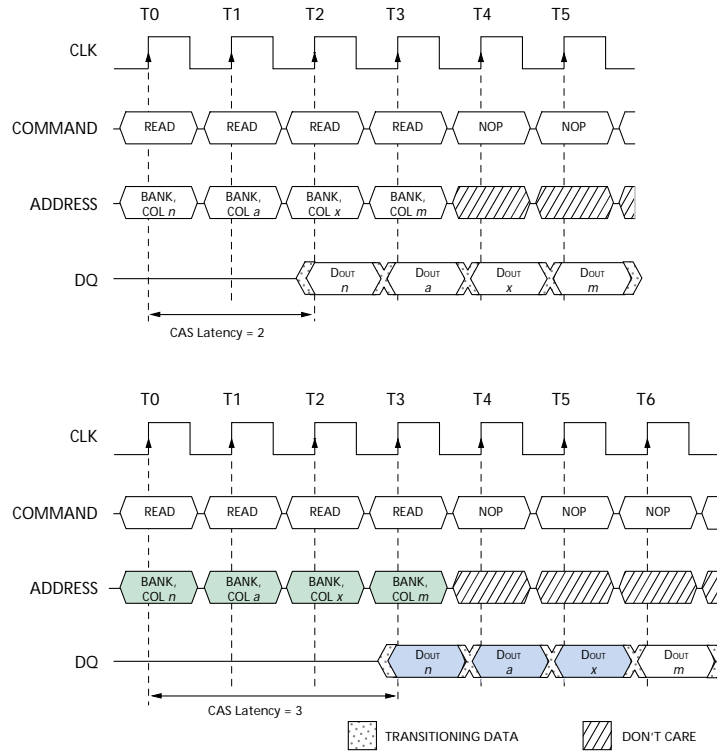 T0 T1 T2 T3 T4 T5
CLK
COMMAND READ READ READ READ NOP NOP
ADDRESS BANK, COL n BANK, COL a BANK, COL x BANK, COL m
DQ DOUT n DOUT a DOUT x DOUT m
CAS Latency = 2
T0 T1 T2 T3 T4 T5 T6
CLK
COMMAND READ READ READ READ NOP NOP NOP
ADDRESS BANK, COL n BANK, COL a BANK, COL x BANK, COL m
DQ DOUT n DOUT a DOUT x DOUT m
CAS Latency = 3
TRANSITIONING DATA DON'T CARE